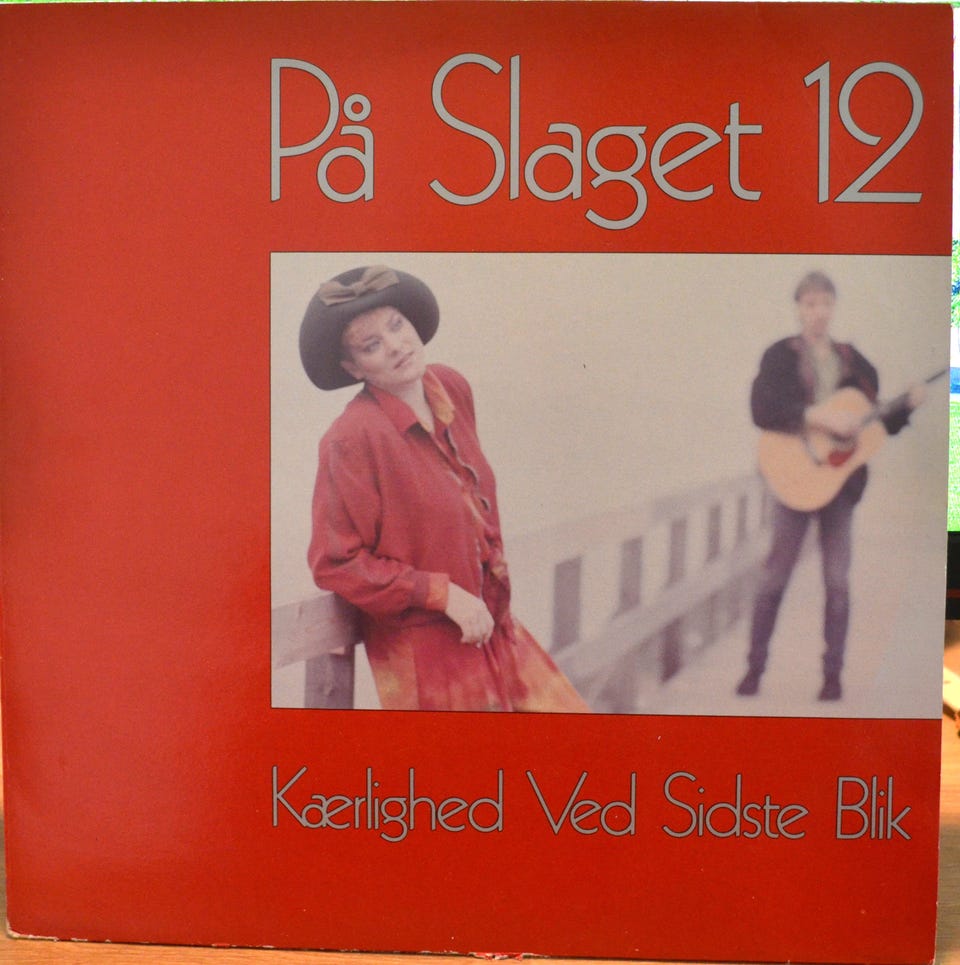 På Slaget 12
Kærlighed Ved Sidste Blik